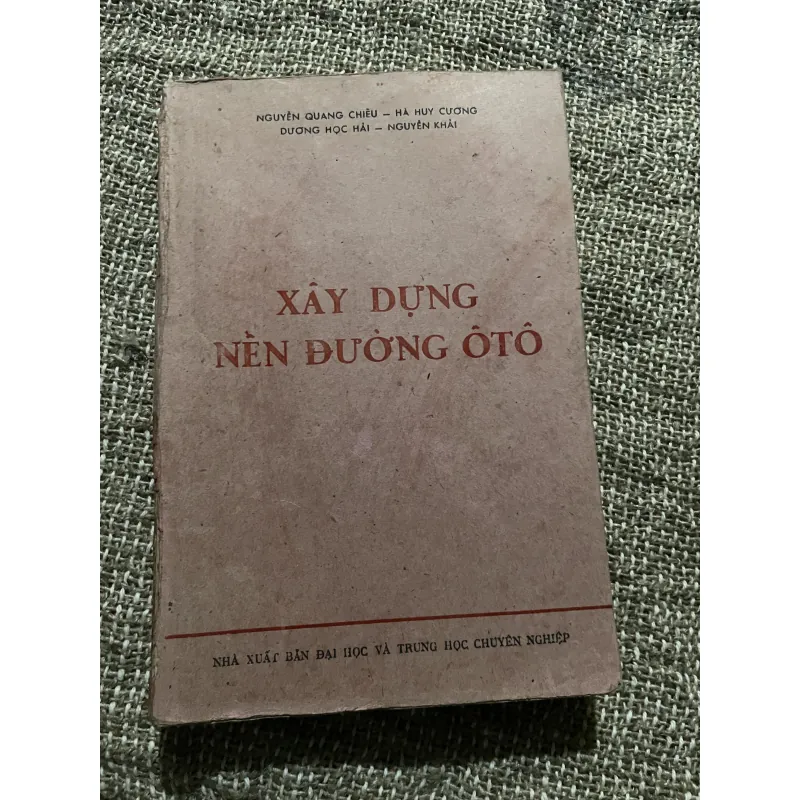 NGUYỄN QUANG CHIÊU – HÀ HUY CƯƠNG
DƯƠNG HỌC HẢI – NGUYỄN KHẢI
XÂY DỰNG
NỀN ĐƯỜNG ÔTÔ
NHÀ XUẤT BẢN ĐẠI HỌC VÀ TRUNG HỌC CHUYÊN NGHIỆP